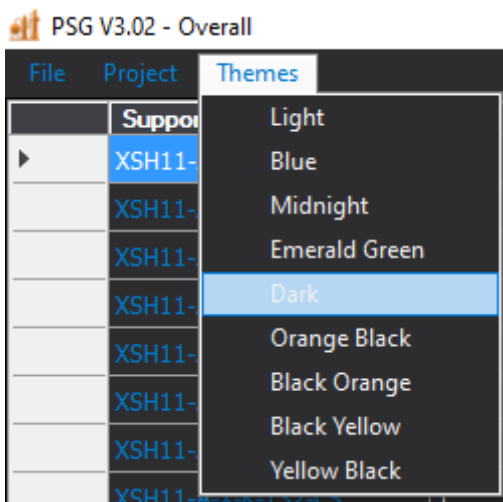 PSG V3.02 - Overall
File Project Themes
Suppor
Light
XSH11-
Blue
XSH11-
Midnight
XSH11-
Emerald Green
XSH11-
Dark
XSH11-
Orange Black
XSH11-
Black Orange
XSH11-
Black Yellow
Yellow Black